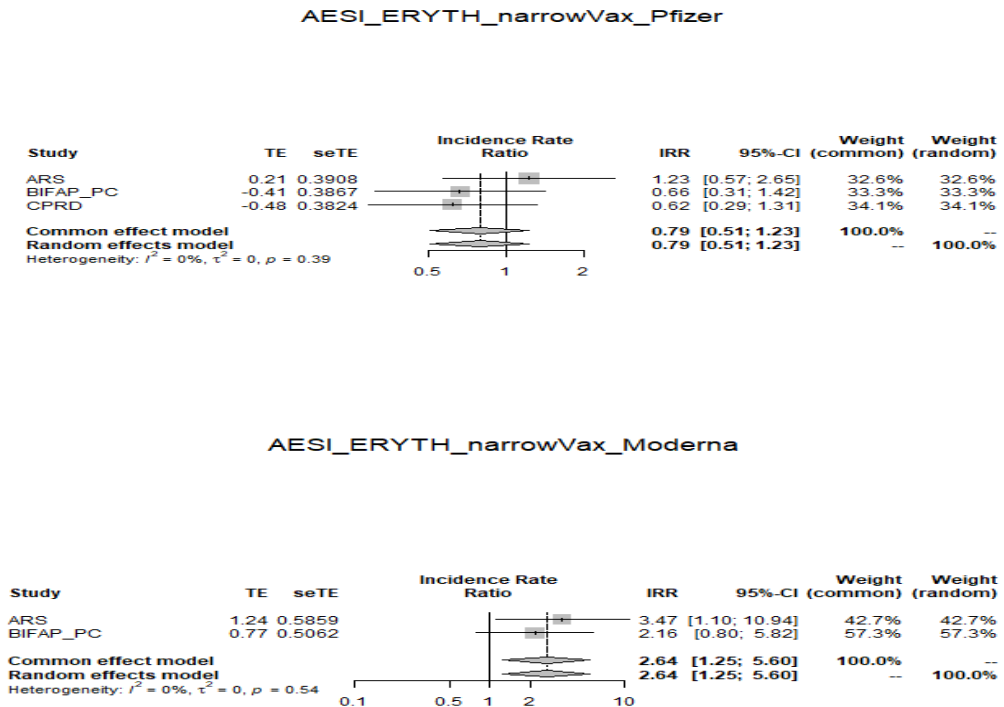 AESI_ERYTH_narrowVax_Pfizer
Incidence Rate Weight Weight
Study TE seTE Ratio IRR 95%-CI (common) (random)
ARS 0.21 0.3908 1.23 [0.57; 2.65] 32.6% 32.6%
BIFAP_PC -0.41 0.3867 0.66 [0.31; 1.42] 33.3% 33.3%
CPRD -0.48 0.3824 0.62 [0.29; 1.31] 34.1% 34.1%
Common effect model 0.79 [0.51; 1.23] 100.0% --
Random effects model 0.79 [0.51; 1.23] -- 100.0%
Heterogeneity: I² = 0%, τ² = 0, p = 0.39
0.5 1 2
AESI_ERYTH_narrowVax_Moderna
Incidence Rate Weight Weight
Study TE seTE Ratio IRR 95%-CI (common) (random)
ARS 1.24 0.5859 3.47 [1.10; 10.94] 42.7% 42.7%
BIFAP_PC 0.77 0.5062 2.16 [0.80; 5.82] 57.3% 57.3%
Common effect model 2.64 [1.25; 5.60] 100.0% --
Random effects model 2.64 [1.25; 5.60] -- 100.0%
Heterogeneity: I² = 0%, τ² = 0, p = 0.54
0.1 0.5 1 2 10